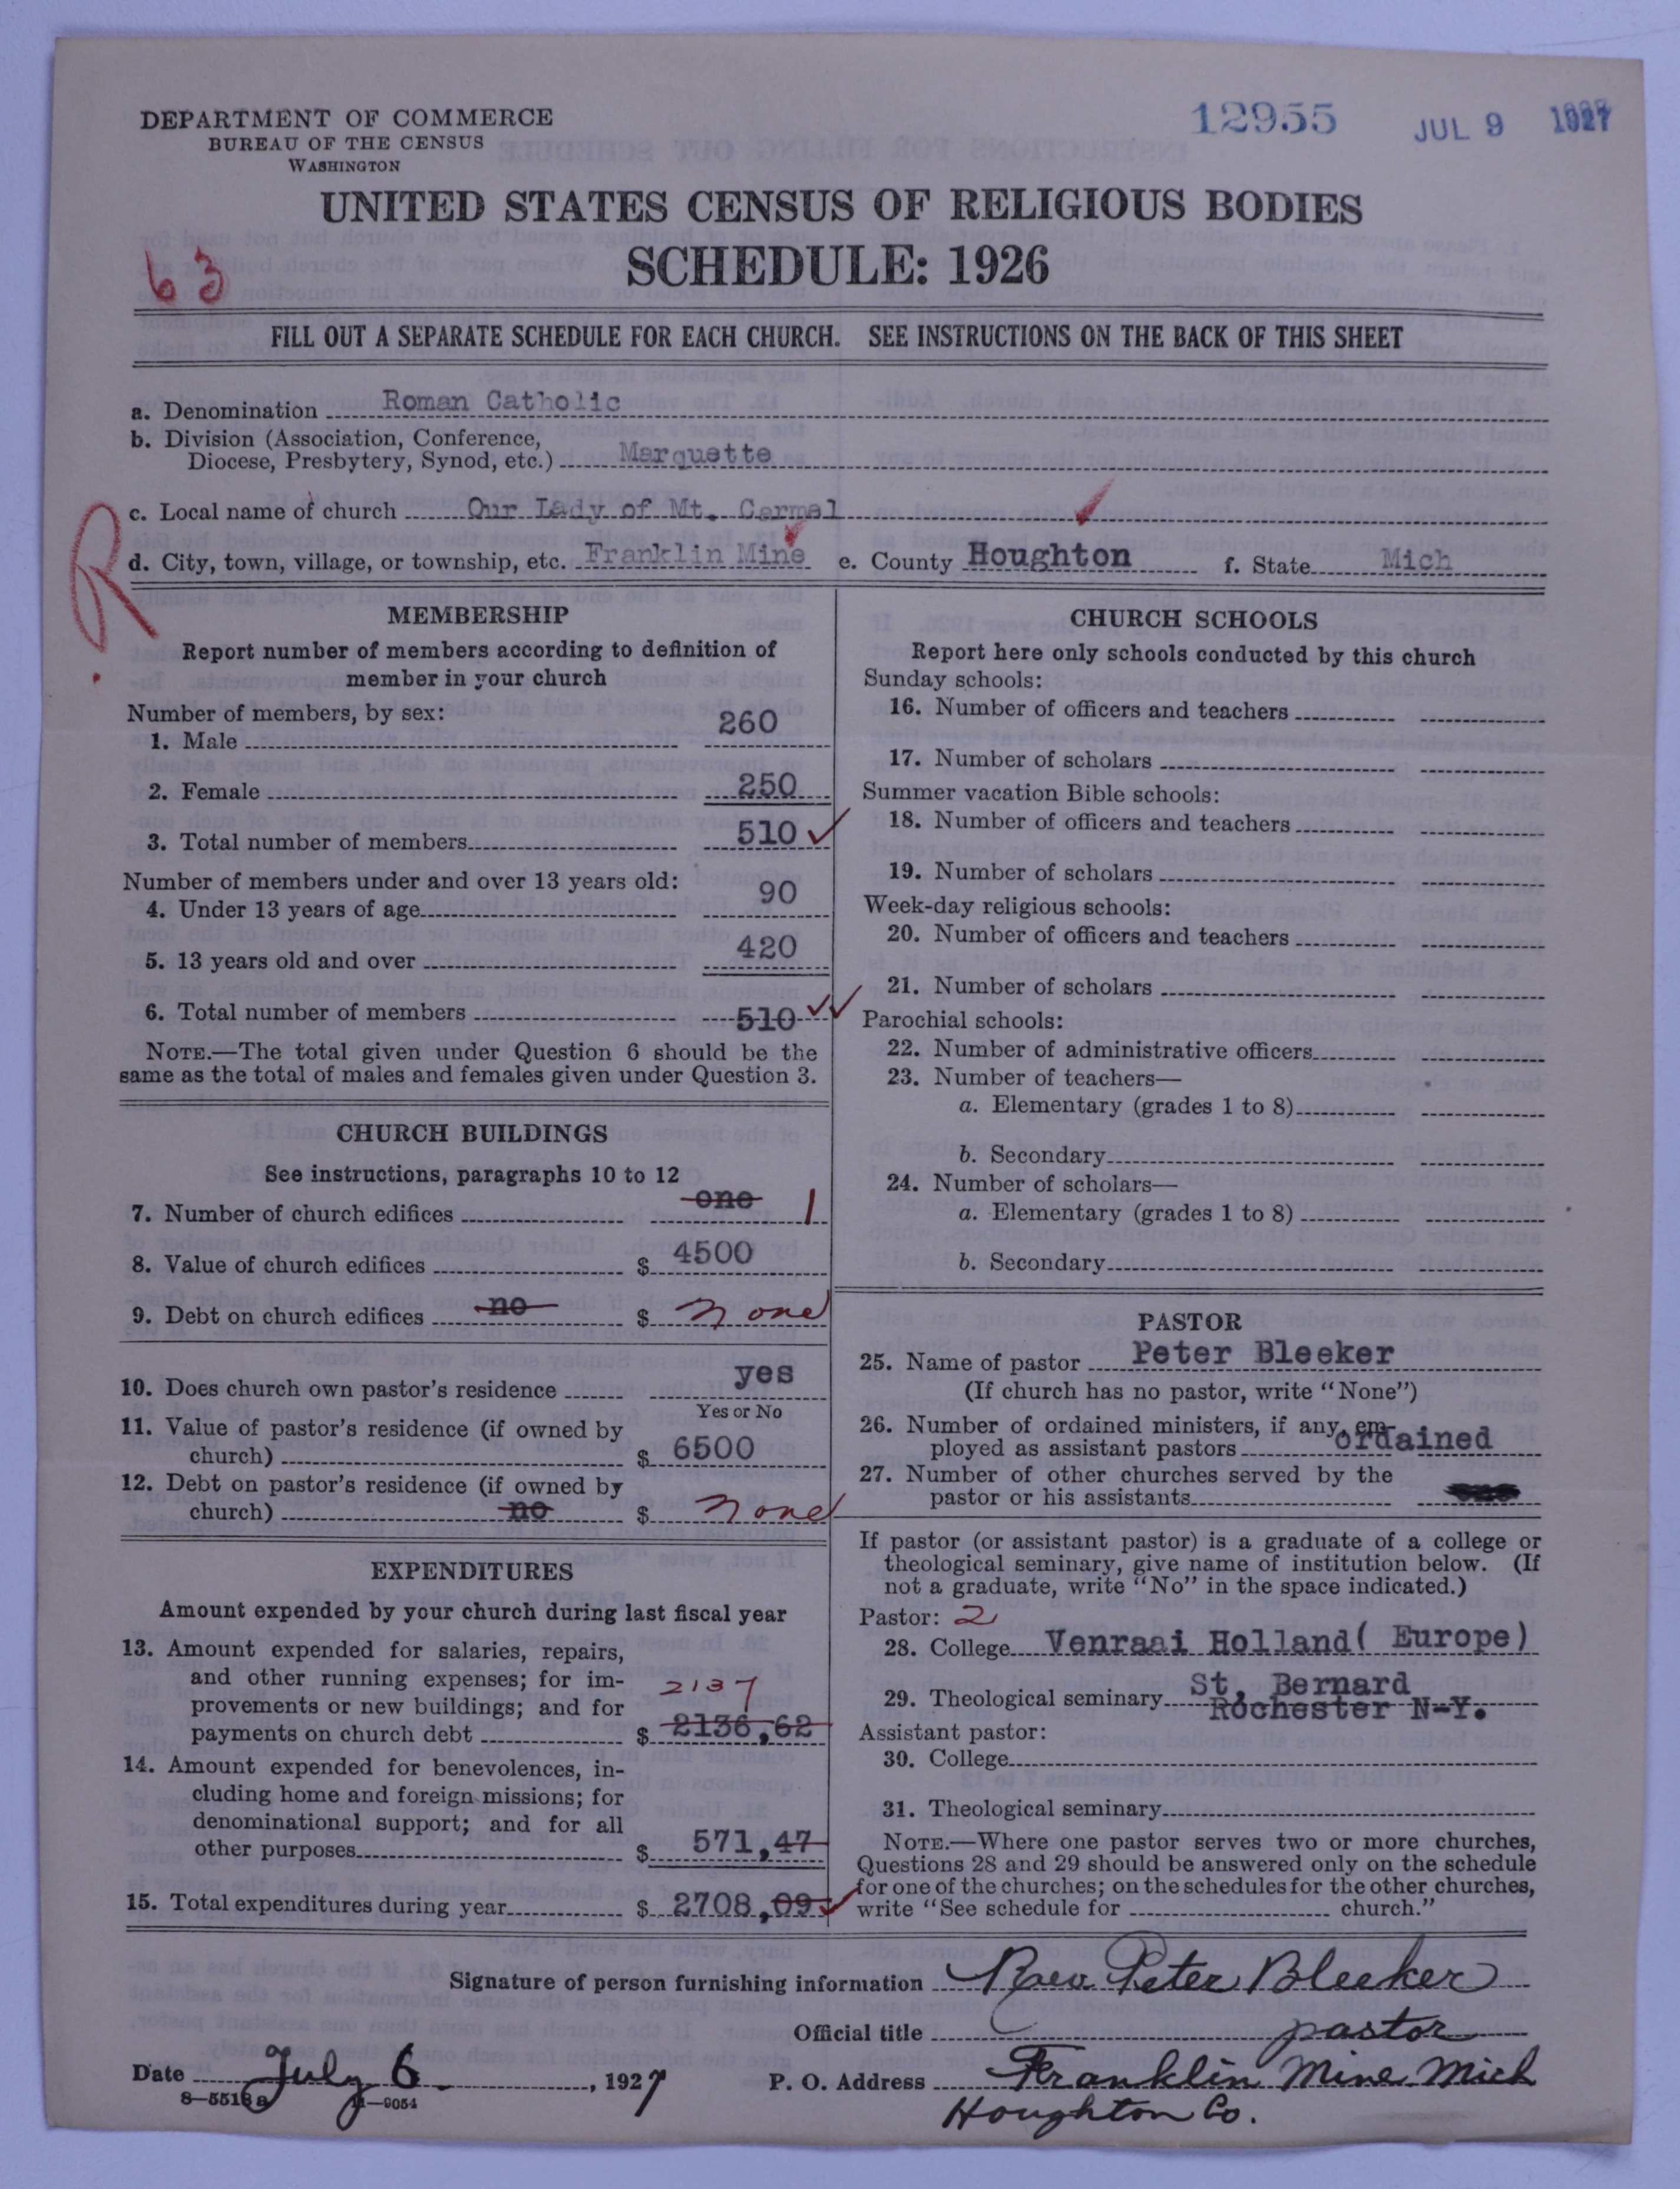 DEPARTMENT OF COMMERCE
BUREAU OF THE CENSUS
WASHINGTON
12955
JUL 9 1927
UNITED STATES CENSUS OF RELIGIOUS BODIES
SCHEDULE: 1926
63
FILL OUT A SEPARATE SCHEDULE FOR EACH CHURCH. SEE INSTRUCTIONS ON THE BACK OF THIS SHEET
a. Denomination Roman Catholic
b. Division (Association, Conference,
Diocese, Presbytery, Synod, etc.) Marquette
R
c. Local name of church Our Lady of Mt. Carmel
d. City, town, village, or township, etc. Franklin Mine e. County Houghton f. State Mich
MEMBERSHIP
Report number of members according to definition of
member in your church
Number of members, by sex:
1. Male 260
2. Female 250
3. Total number of members 510 ✓
Number of members under and over 13 years old:
4. Under 13 years of age 90
5. 13 years old and over 420
6. Total number of members 510 ✓✓
NOTE.—The total given under Question 6 should be the
same as the total of males and females given under Question 3.
CHURCH BUILDINGS
See instructions, paragraphs 10 to 12
7. Number of church edifices one 1
8. Value of church edifices $ 4500
9. Debt on church edifices no $ none
10. Does church own pastor's residence yes
Yes or No
11. Value of pastor's residence (if owned by
church) $ 6500
12. Debt on pastor's residence (if owned by
church) no $ none
EXPENDITURES
Amount expended by your church during last fiscal year
13. Amount expended for salaries, repairs,
and other running expenses; for im-
provements or new buildings; and for 2137
payments on church debt $ 2136,62
14. Amount expended for benevolences, in-
cluding home and foreign missions; for
denominational support; and for all
other purposes $ 571,47
15. Total expenditures during year $ 2708,09 ✓
CHURCH SCHOOLS
Report here only schools conducted by this church
Sunday schools:
16. Number of officers and teachers
17. Number of scholars
Summer vacation Bible schools:
18. Number of officers and teachers
19. Number of scholars
Week-day religious schools:
20. Number of officers and teachers
21. Number of scholars
Parochial schools:
22. Number of administrative officers
23. Number of teachers—
a. Elementary (grades 1 to 8)
b. Secondary
24. Number of scholars—
a. Elementary (grades 1 to 8)
b. Secondary
PASTOR
25. Name of pastor Peter Bleeker
(If church has no pastor, write "None")
26. Number of ordained ministers, if any, em-
ployed as assistant pastors ordained
27. Number of other churches served by the
pastor or his assistants
If pastor (or assistant pastor) is a graduate of a college or
theological seminary, give name of institution below. (If
not a graduate, write "No" in the space indicated.)
Pastor: 2
28. College Venraai Holland( Europe)
29. Theological seminary St, Bernard
Rochester N-Y.
Assistant pastor:
30. College
31. Theological seminary
NOTE.—Where one pastor serves two or more churches,
Questions 28 and 29 should be answered only on the schedule
for one of the churches; on the schedules for the other churches,
write "See schedule for church."
Signature of person furnishing information Rev Peter Bleeker
Official title pastor
Date July 6, 1927 P. O. Address Franklin Mine Mich
8—5518a 11—9054 Houghton Co.